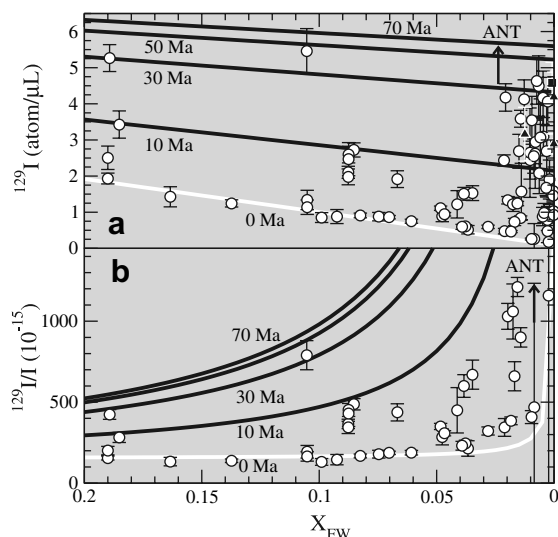 70 Ma
ANT
50 Ma
30 Ma
10 Ma
0 Ma
a
6
5
4
3
2
1
0
¹²⁹I (atom/μL)
b
ANT
70 Ma
30 Ma
10 Ma
0 Ma
1000
500
0
¹²⁹I/I (10⁻¹⁵)
0.2
0.15
0.1
0.05
0
X_FW